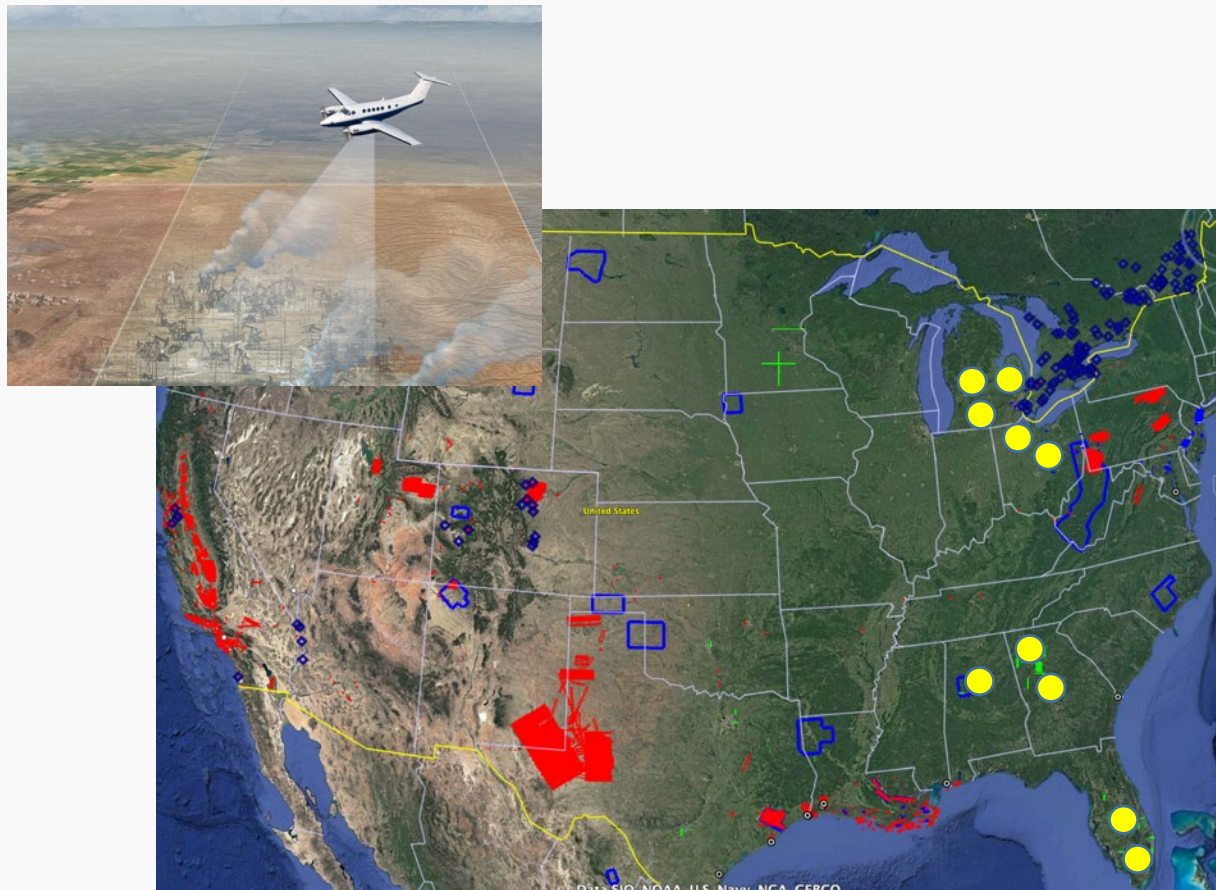 United States
Data SIO, NOAA, U.S. Navy, NGA, GEBCO